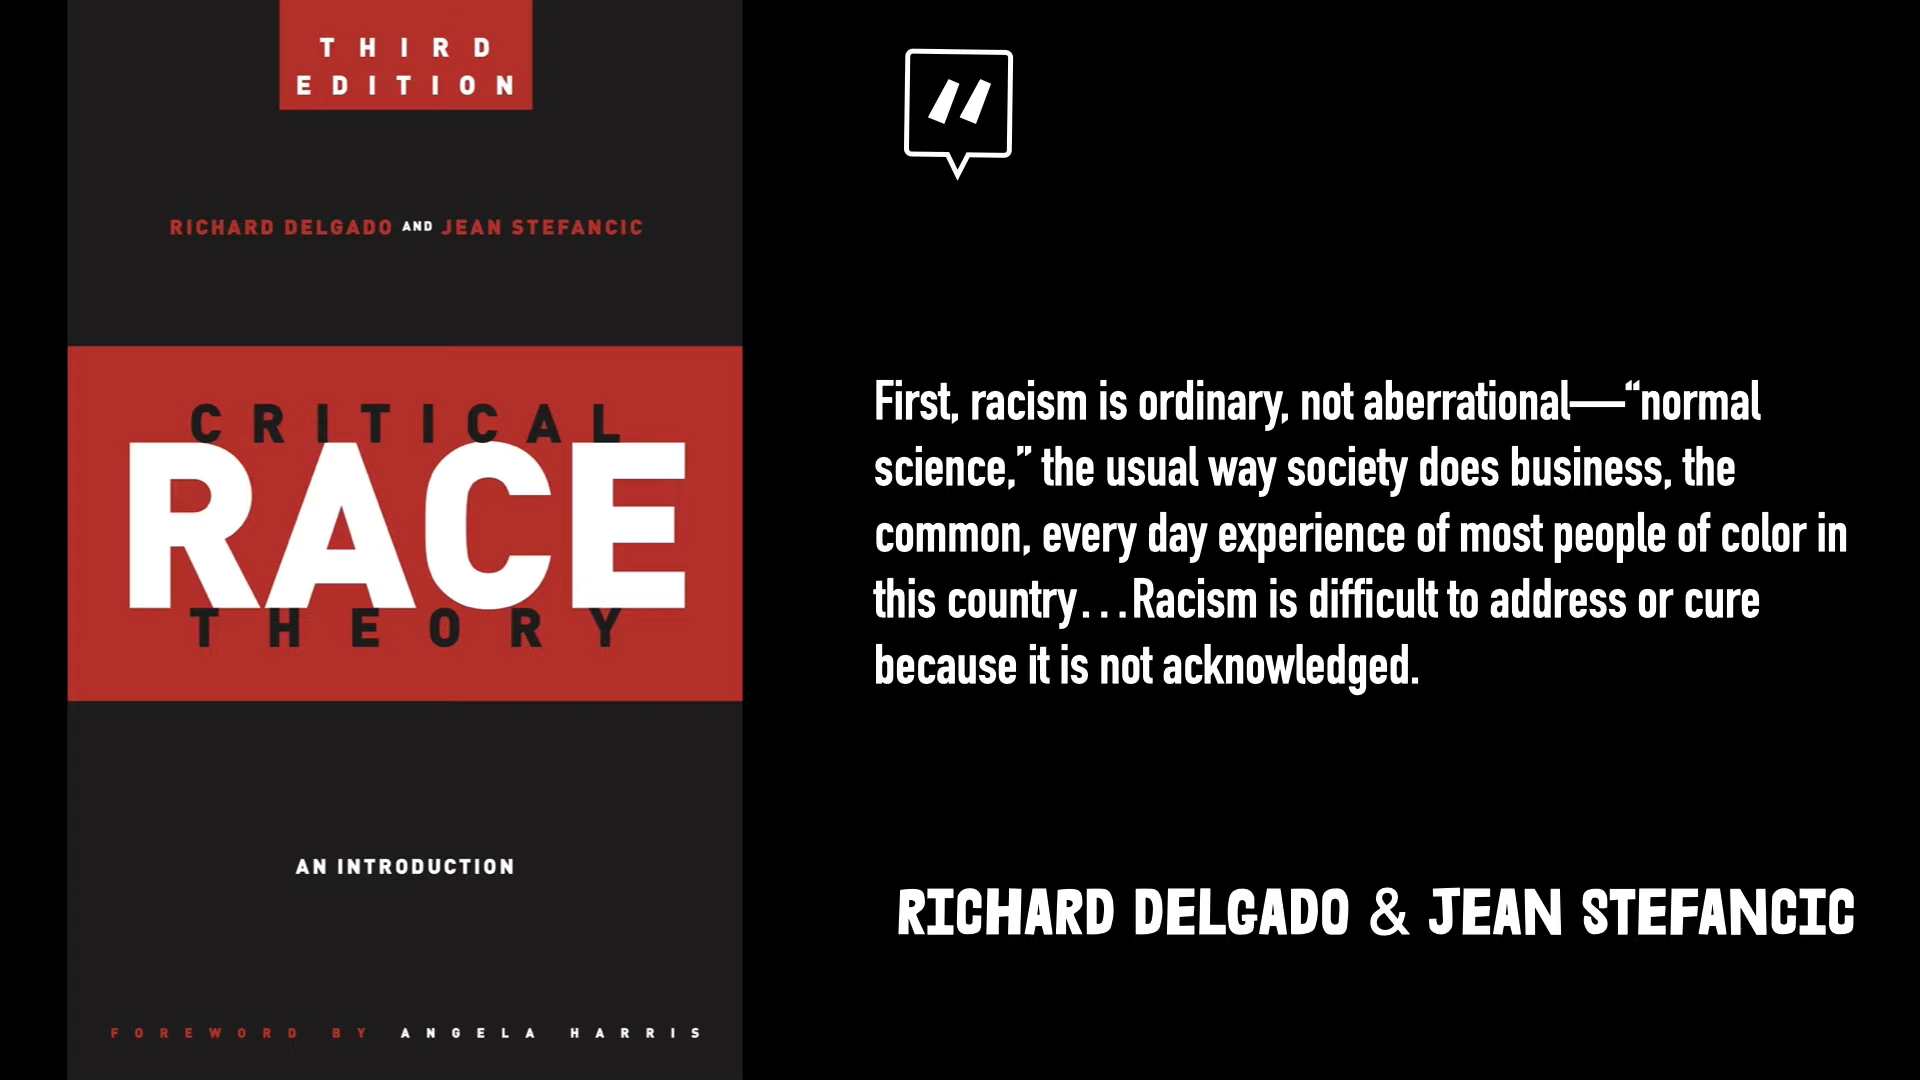 THIRD
EDITION
RICHARD DELGADO AND JEAN STEFANCIC
CRITICAL
RACE
THEORY
AN INTRODUCTION
FOREWORD BY ANGELA HARRIS
“
First, racism is ordinary, not aberrational—“normal
science,” the usual way society does business, the
common, every day experience of most people of color in
this country...Racism is difficult to address or cure
because it is not acknowledged.
RICHARD DELGADO & JEAN STEFANCIC